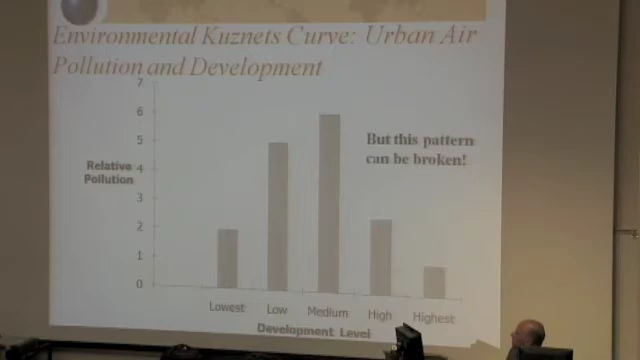 Environmental Kuznets Curve: Urban Air
Pollution and Development
7
6
5
4
3
2
1
0
Relative
Pollution
But this pattern
can be broken!
Lowest
Low
Medium
High
Highest
Development Level